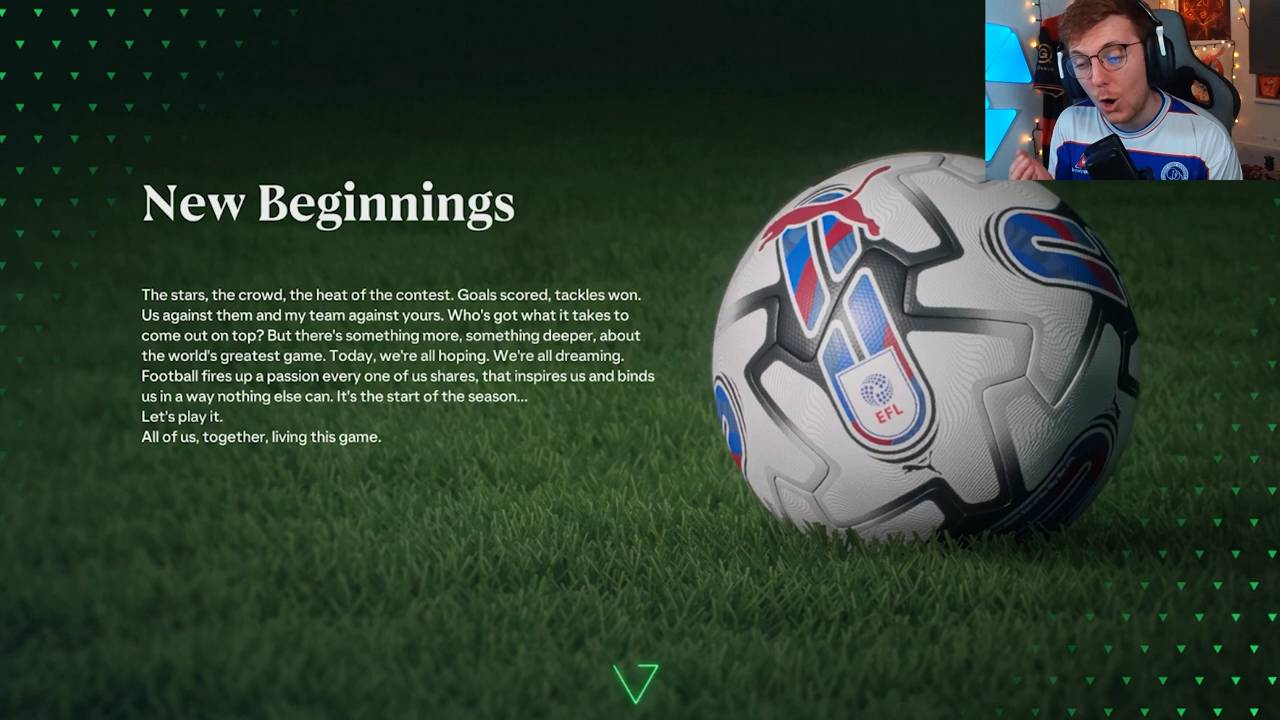 New Beginnings
The stars, the crowd, the heat of the contest. Goals scored, tackles won.
Us against them and my team against yours. Who's got what it takes to
come out on top? But there's something more, something deeper, about
the world's greatest game. Today, we're all hoping. We're all dreaming.
Football fires up a passion every one of us shares, that inspires us and binds
us in a way nothing else can. It's the start of the season...
Let's play it.
All of us, together, living this game.
EFL